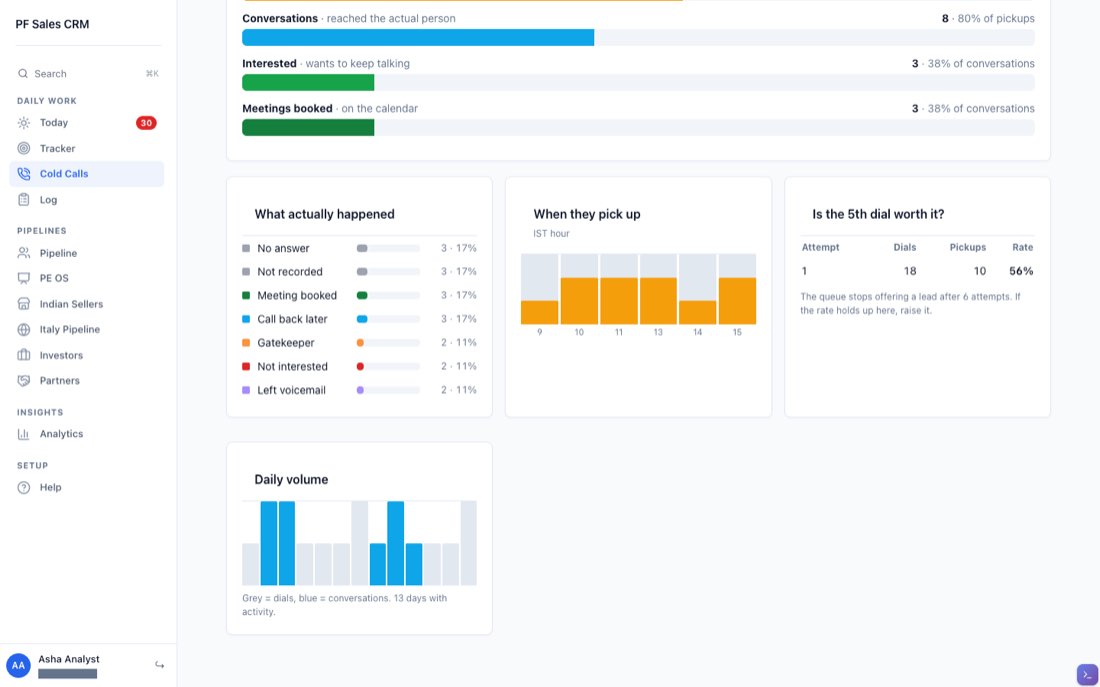 PF Sales CRM
Search ⌘K
DAILY WORK
Today 30
Tracker
Cold Calls
Log
PIPELINES
Pipeline
PE OS
Indian Sellers
Italy Pipeline
Investors
Partners
INSIGHTS
Analytics
SETUP
Help
AA Asha Analyst
Conversations · reached the actual person 8 · 80% of pickups
Interested · wants to keep talking 3 · 38% of conversations
Meetings booked · on the calendar 3 · 38% of conversations
What actually happened
No answer 3 · 17%
Not recorded 3 · 17%
Meeting booked 3 · 17%
Call back later 3 · 17%
Gatekeeper 2 · 11%
Not interested 2 · 11%
Left voicemail 2 · 11%
When they pick up
IST hour
9 10 11 13 14 15
Is the 5th dial worth it?
Attempt Dials Pickups Rate
1 18 10 56%
The queue stops offering a lead after 6 attempts. If
the rate holds up here, raise it.
Daily volume
Grey = dials, blue = conversations. 13 days with
activity.